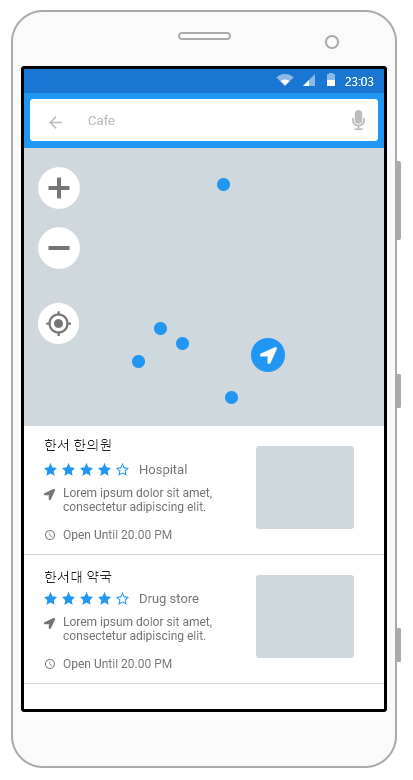 23:03
Cafe
한서 한의원
Hospital
Lorem ipsum dolor sit amet,
consectetur adipiscing elit.
Open Until 20.00 PM
한서대 약국
Drug store
Lorem ipsum dolor sit amet,
consectetur adipiscing elit.
Open Until 20.00 PM